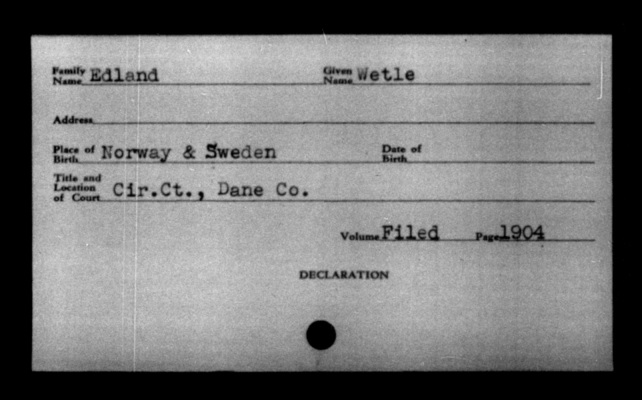 Family Name Edland Given Name Wetle
Address
Place of Birth Norway & Sweden Date of Birth
Title and Location of Court Cir.Ct., Dane Co.
Volume Filed Page 1904
DECLARATION